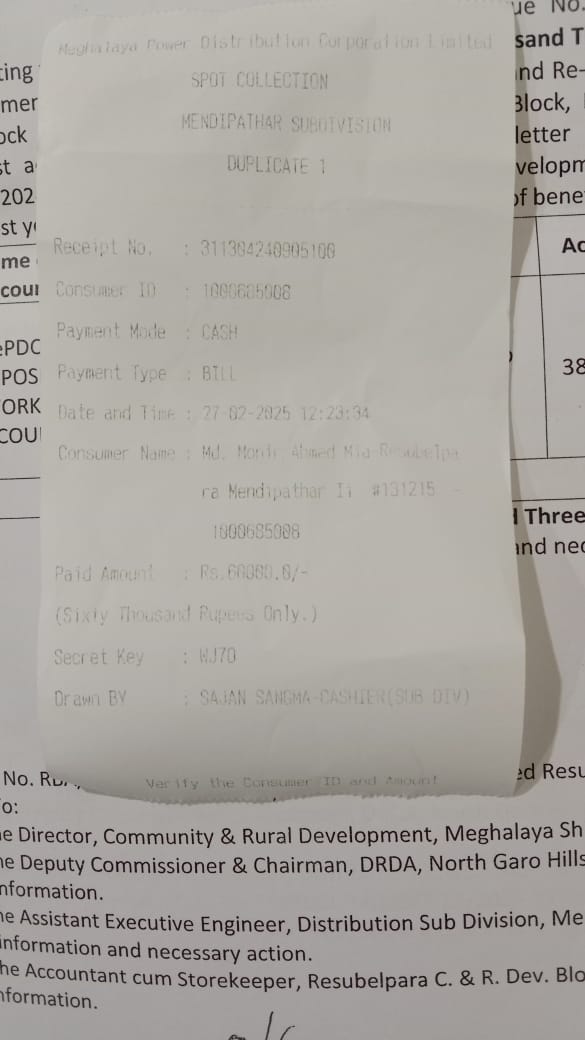 ue No.
Meghalaya Power Distribution Corporation Limited
sand T
ting
SPOT COLLECTION
and Re-
mer
Block,
MENDIPATHAR SUBDIVISION
ock
letter
DUPLICATE 1
st a
velopm
202
of bene
st y
Receipt No. :
me
Ac
Consumer ID : 1000685008
cour
Payment Mode : CASH
ePDC
Payment Type : BILL
POS
38
ORK
Date and Time : 27-02-2025 12:23:34
COU
Consumer Name : Md. Ahmed Mia-Resubelpa
ra Mendipathar Ii #131215 -
1000685008
d Three
and nec
Paid Amount : Rs.60000.0/-
(Sixty Thousand Rupees Only.)
Secret Key : WJ70
Drawn BY : SAJAN SANGMA-CASHIER(SUB DIV)
No.
ed Resu
Verify the Consumer ID and Amount
o:
he Director, Community & Rural Development, Meghalaya Sh
he Deputy Commissioner & Chairman, DRDA, North Garo Hills
nformation.
he Assistant Executive Engineer, Distribution Sub Division, Me
information and necessary action.
he Accountant cum Storekeeper, Resubelpara C. & R. Dev. Blo
nformation.